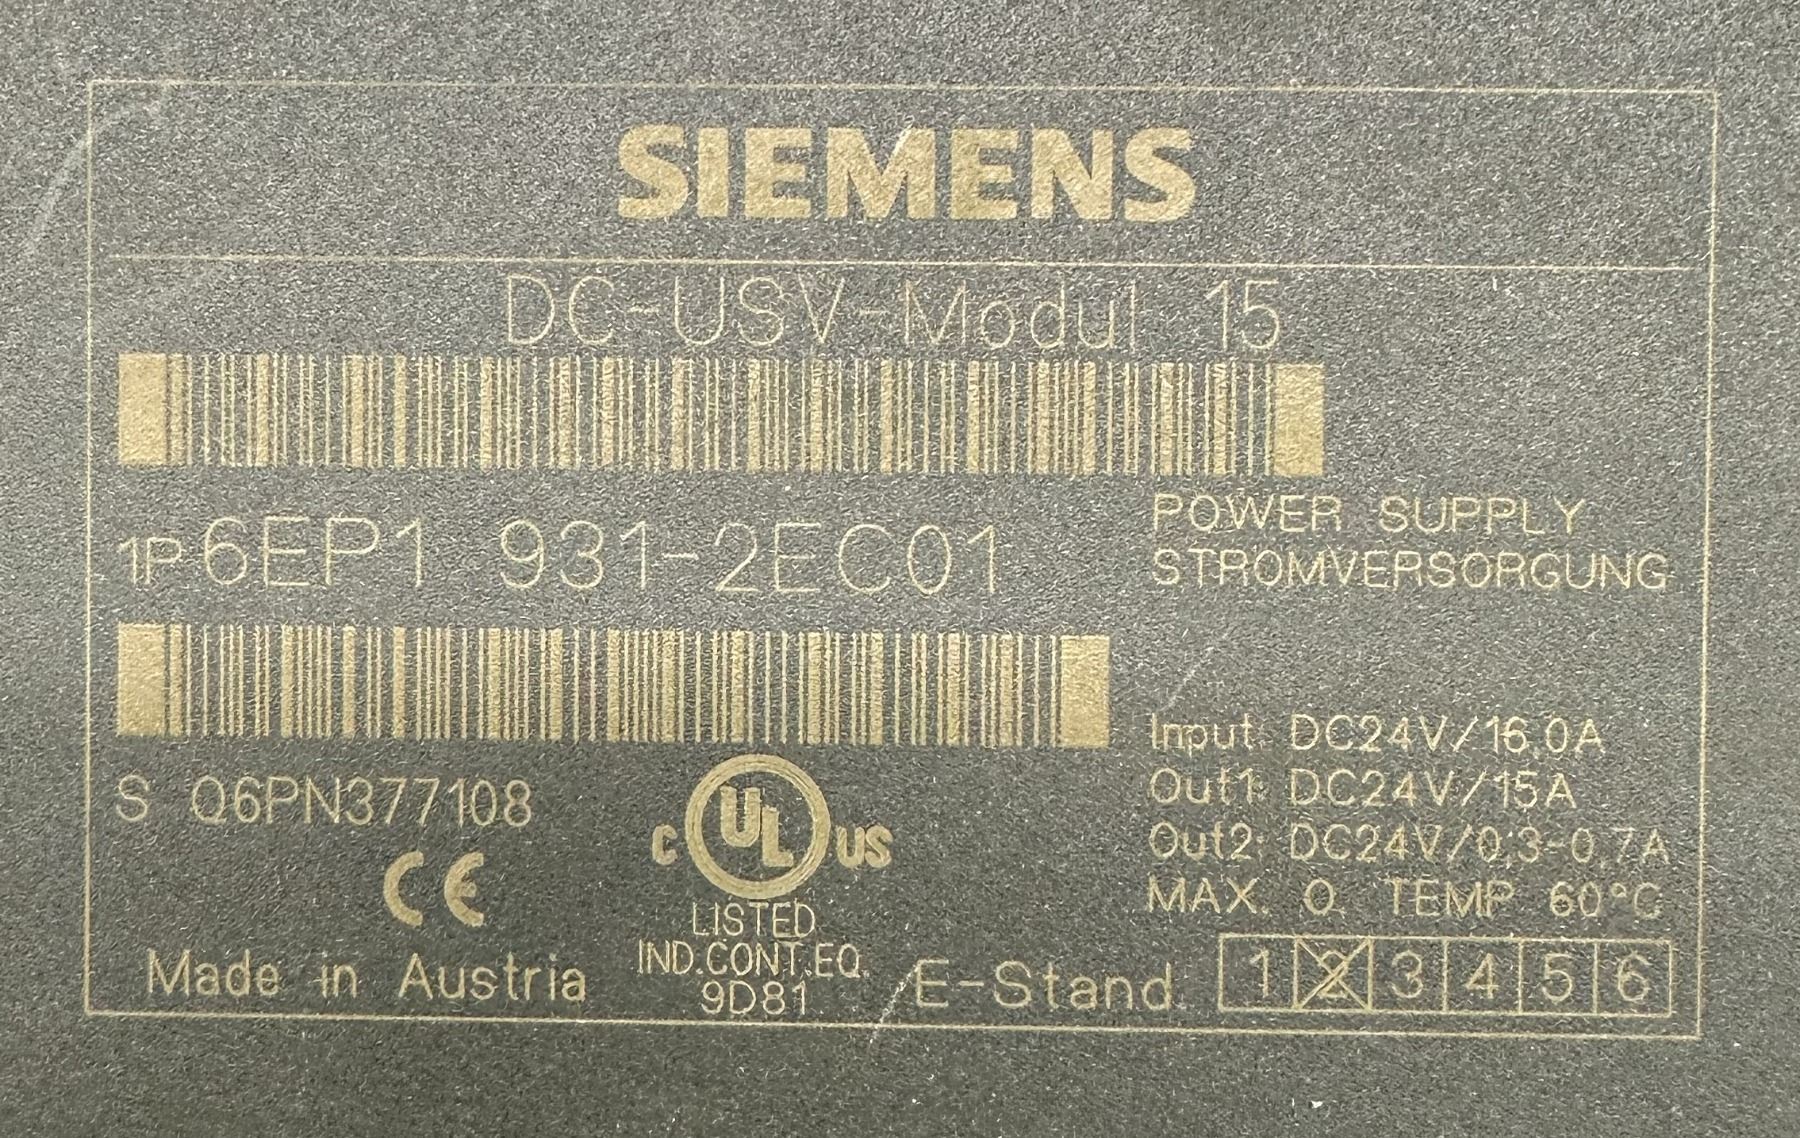 SIEMENS
DC-USV-Modul 15
1P 6EP1 931-2EC01
POWER SUPPLY
STROMVERSORGUNG
S Q6PN377108
Input: DC24V/16,0A
Out1: DC24V/15A
Out2: DC24V/0,3-0,7A
MAX. O. TEMP 60°C
C UL US
LISTED
IND.CONT.EQ.
9D81
CE
Made in Austria
E-Stand 1 2 3 4 5 6